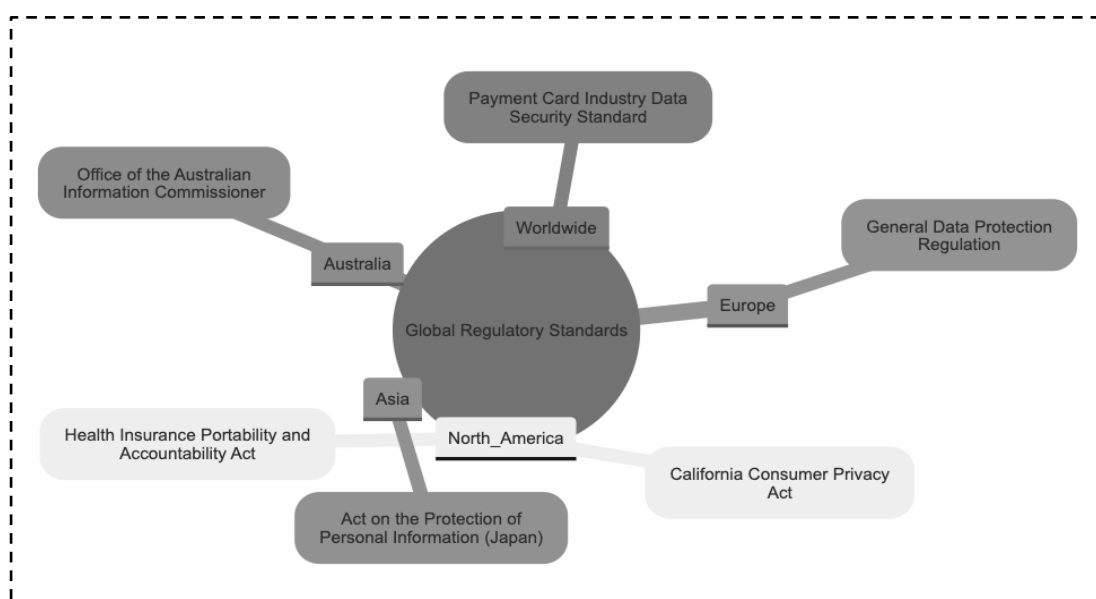 Payment Card Industry Data
Security Standard
Office of the Australian
Information Commissioner
General Data Protection
Regulation
Worldwide
Australia
Europe
Global Regulatory Standards
Asia
North_America
Health Insurance Portability and
Accountability Act
California Consumer Privacy
Act
Act on the Protection of
Personal Information (Japan)